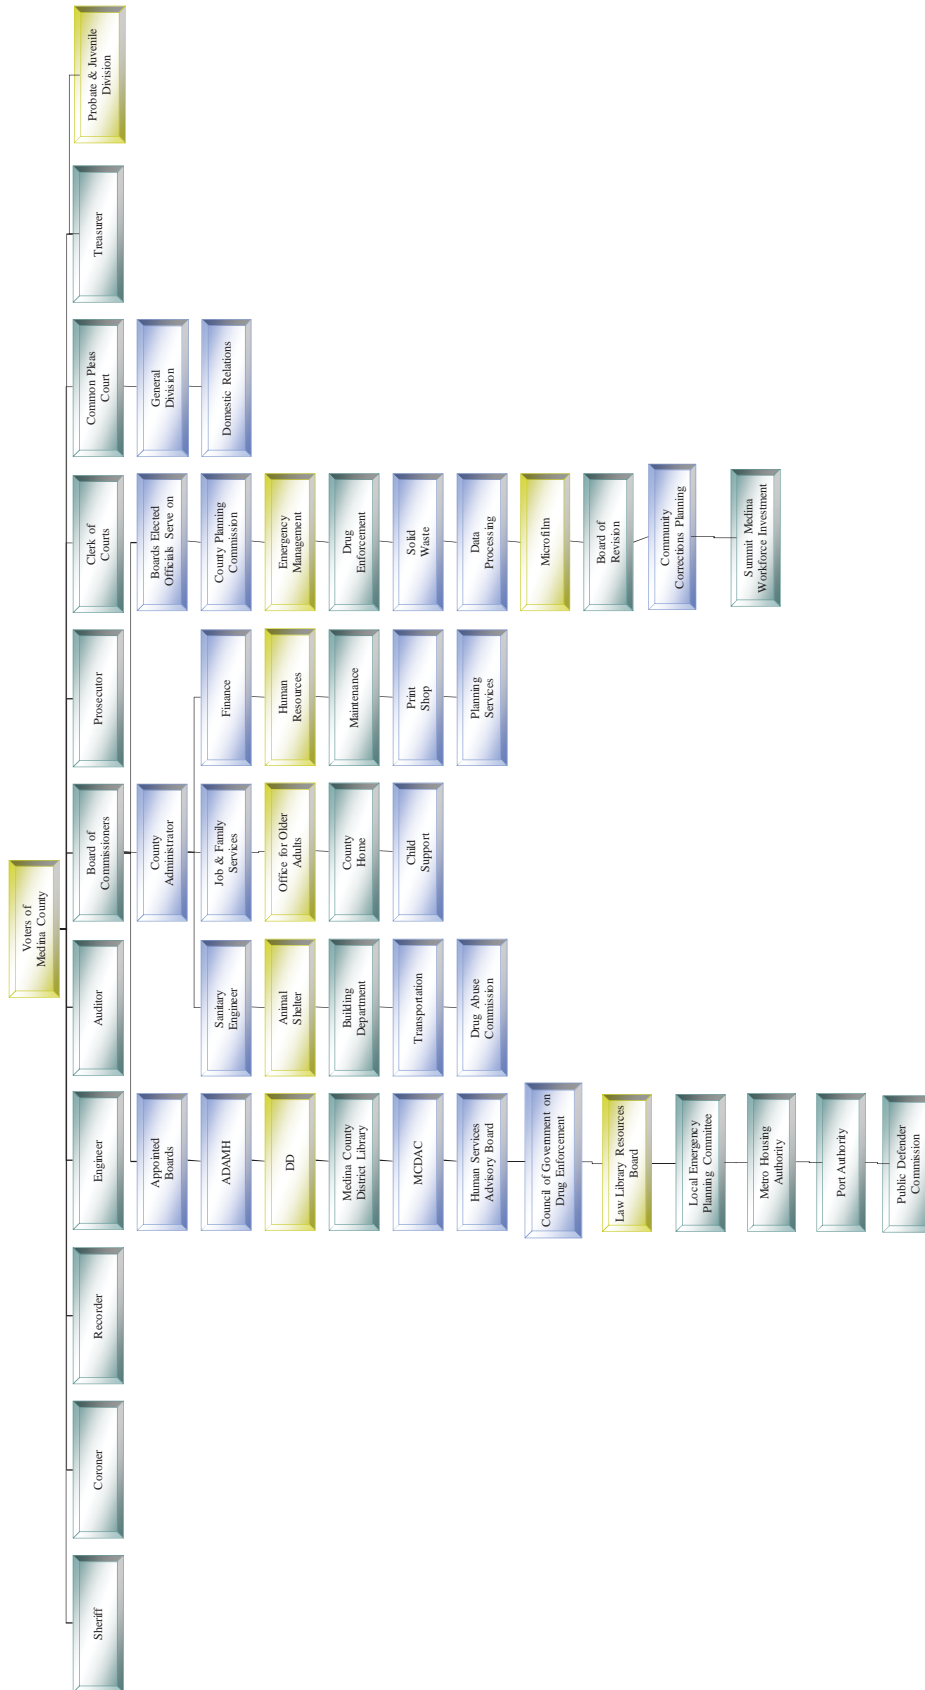 Voters of
Medina County
Sheriff
Coroner
Recorder
Engineer
Auditor
Board of
Commissioners
Prosecutor
Clerk of
Courts
Common Pleas
Court
Treasurer
Probate & Juvenile
Division
Appointed
Boards
County
Administrator
Boards Elected
Officials Serve on
General
Division
ADAMH
Sanitary
Engineer
Job & Family
Services
Finance
County Planning
Commission
Domestic Relations
DD
Animal
Shelter
Office for Older
Adults
Human
Resources
Emergency
Management
Medina County
District Library
Building
Department
County
Home
Maintenance
Drug
Enforcement
MCDAC
Transportation
Child
Support
Print
Shop
Solid
Waste
Human Services
Advisory Board
Drug Abuse
Commission
Planning
Services
Data
Processing
Council of Government on
Drug Enforcement
Microfilm
Law Library Resources
Board
Board of
Revision
Local Emergency
Planning Committee
Community
Corrections Planning
Metro Housing
Authority
Summit Medina
Workforce Investment
Port Authority
Public Defender
Commission